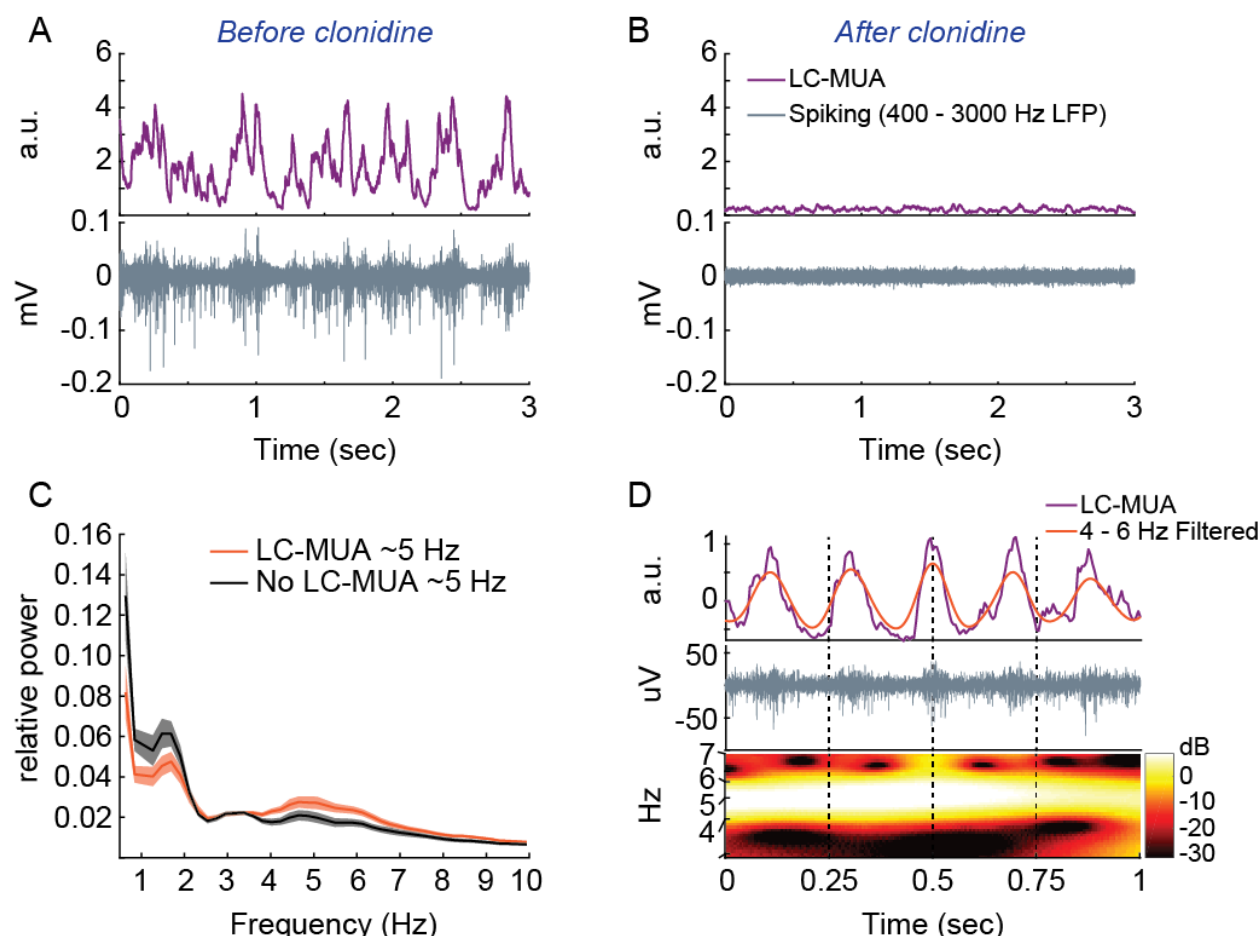 A
Before clonidine
6
4
2
a.u.
0.1
0
-0.1
-0.2
mV
0 1 2 3
Time (sec)
B
After clonidine
LC-MUA
Spiking (400 - 3000 Hz LFP)
6
4
2
a.u.
0.1
0
-0.1
-0.2
mV
0 1 2 3
Time (sec)
C
LC-MUA ~5 Hz
No LC-MUA ~5 Hz
0.16
0.14
0.12
0.10
0.08
0.06
0.04
0.02
relative power
1 2 3 4 5 6 7 8 9 10
Frequency (Hz)
D
LC-MUA
4 - 6 Hz Filtered
1
0
a.u.
50
-50
uV
7
6
5
4
Hz
dB
0
-10
-20
-30
0 0.25 0.5 0.75 1
Time (sec)